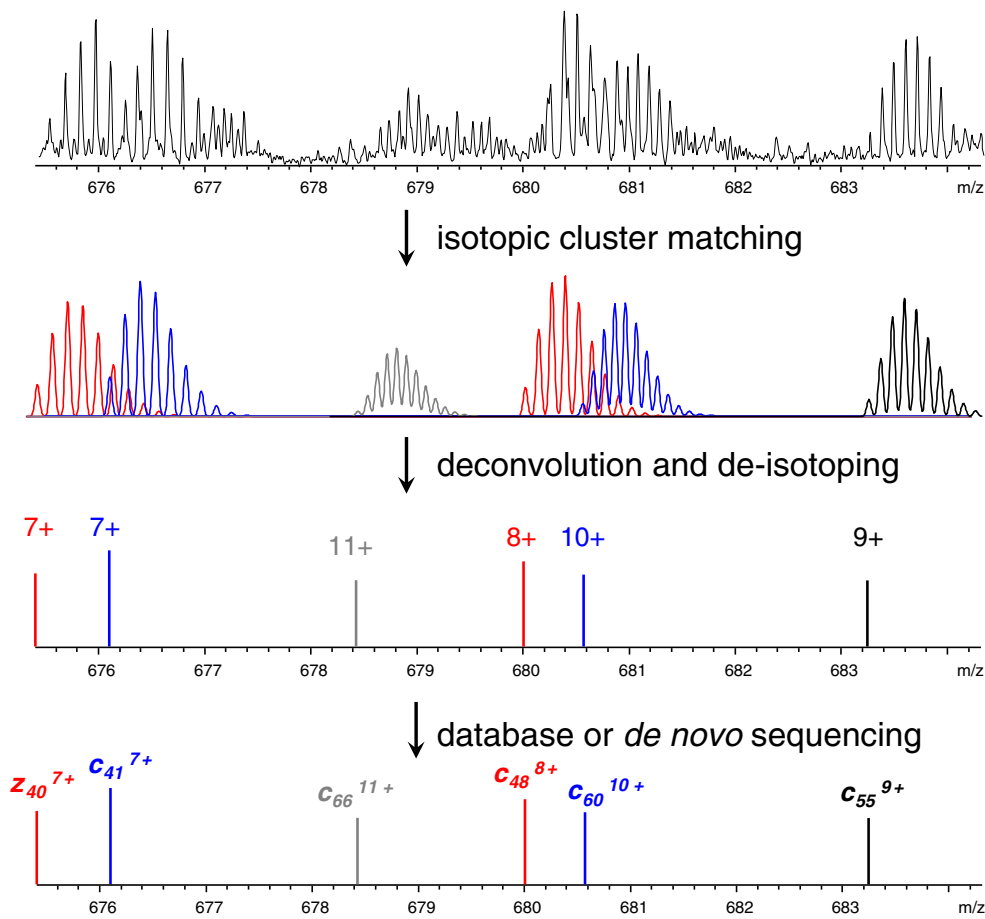 676 677 678 679 680 681 682 683 m/z
isotopic cluster matching
deconvolution and de-isotoping
7+ 7+ 11+ 8+ 10+ 9+
676 677 678 679 680 681 682 683 m/z
database or de novo sequencing
z40 7+ c41 7+ c66 11+ c48 8+ c60 10+ c55 9+
676 677 678 679 680 681 682 683 m/z